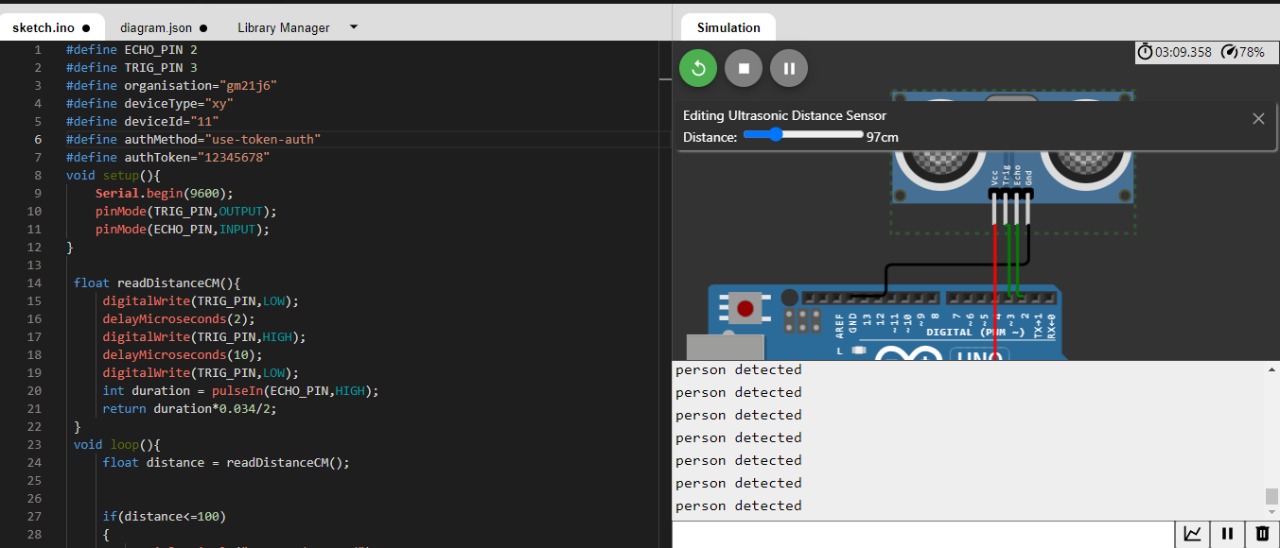 sketch.ino
diagram.json
Library Manager
Simulation
1 #define ECHO_PIN 2
2 #define TRIG_PIN 3
3 #define organisation="gm21j6"
4 #define deviceType="xy"
5 #define deviceId="11"
6 #define authMethod="use-token-auth"
7 #define authToken="12345678"
8 void setup(){
9 Serial.begin(9600);
10 pinMode(TRIG_PIN,OUTPUT);
11 pinMode(ECHO_PIN,INPUT);
12 }
13
14 float readDistanceCM(){
15 digitalWrite(TRIG_PIN,LOW);
16 delayMicroseconds(2);
17 digitalWrite(TRIG_PIN,HIGH);
18 delayMicroseconds(10);
19 digitalWrite(TRIG_PIN,LOW);
20 int duration = pulseIn(ECHO_PIN,HIGH);
21 return duration*0.034/2;
22 }
23 void loop(){
24 float distance = readDistanceCM();
25
26
27 if(distance<=100)
28 {
03:09.358 78%
Editing Ultrasonic Distance Sensor
Distance: 97cm
Vcc
Trig
Echo
Gnd
AREF
GND
13
12
~11
~10
~9
8
7
~6
~5
4
~3
2
TX→1
RX←0
DIGITAL (PWM ~)
L
UNO
person detected
person detected
person detected
person detected
person detected
person detected
person detected